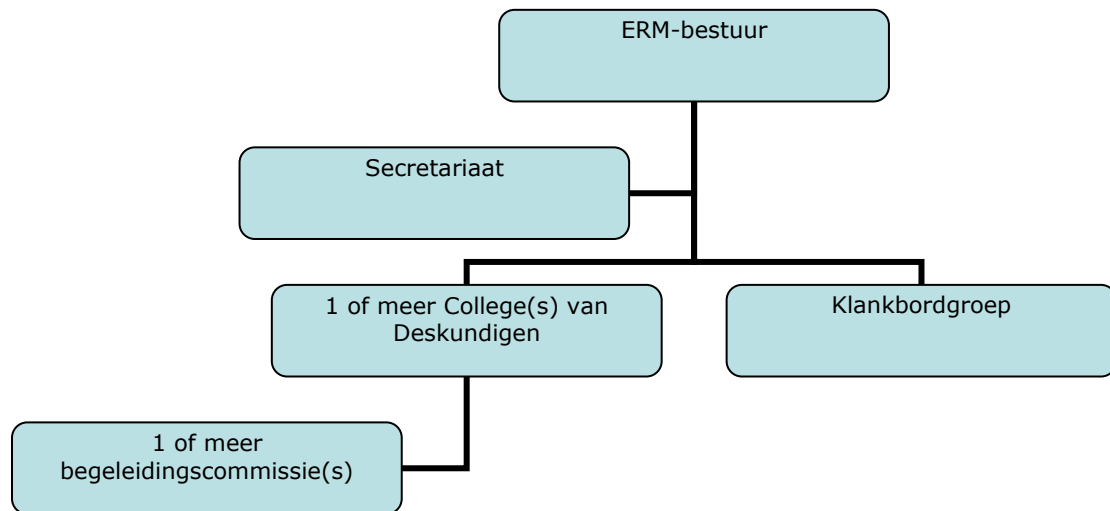 ERM-bestuur
Secretariaat
1 of meer College(s) van
Deskundigen
Klankbordgroep
1 of meer
begeleidingscommissie(s)